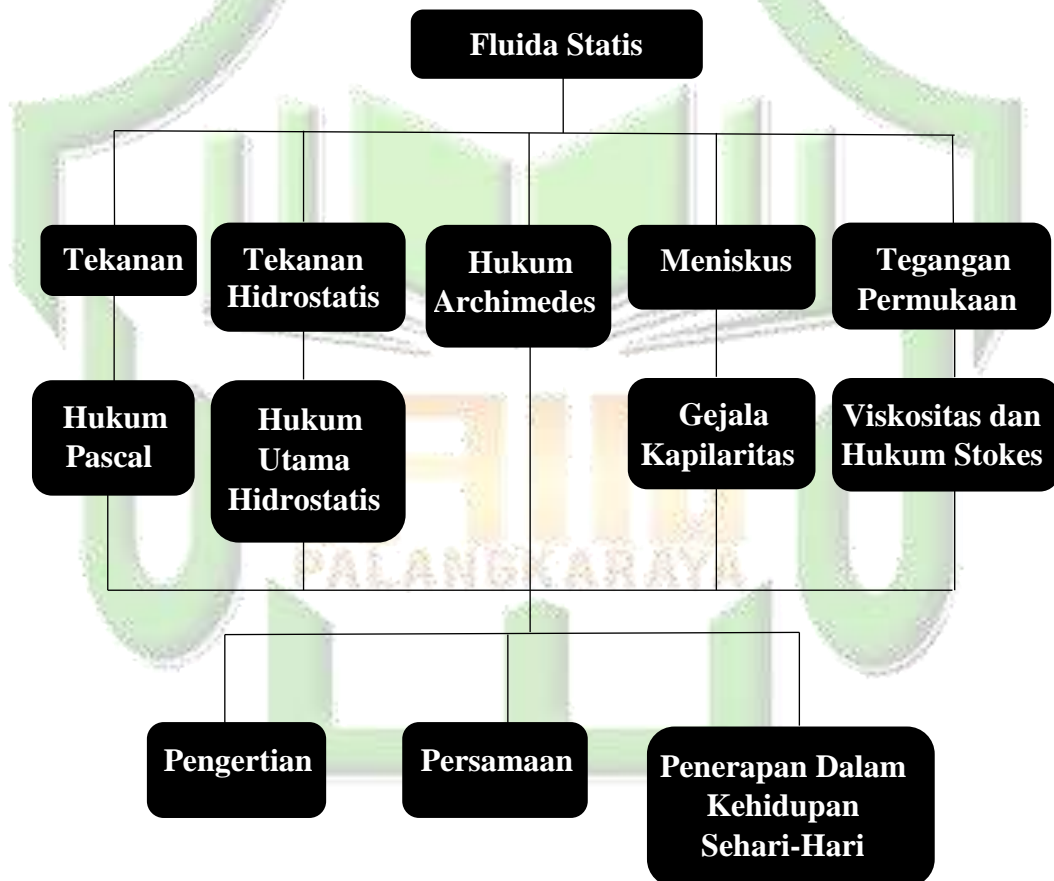 Fluida Statis
Tekanan
Tekanan
Hidrostatis
Hukum
Archimedes
Meniskus
Tegangan
Permukaan
Hukum
Pascal
Hukum
Utama
Hidrostatis
Gejala
Kapilaritas
Viskositas dan
Hukum Stokes
PALANGKARAYA
Pengertian
Persamaan
Penerapan Dalam
Kehidupan
Sehari-Hari